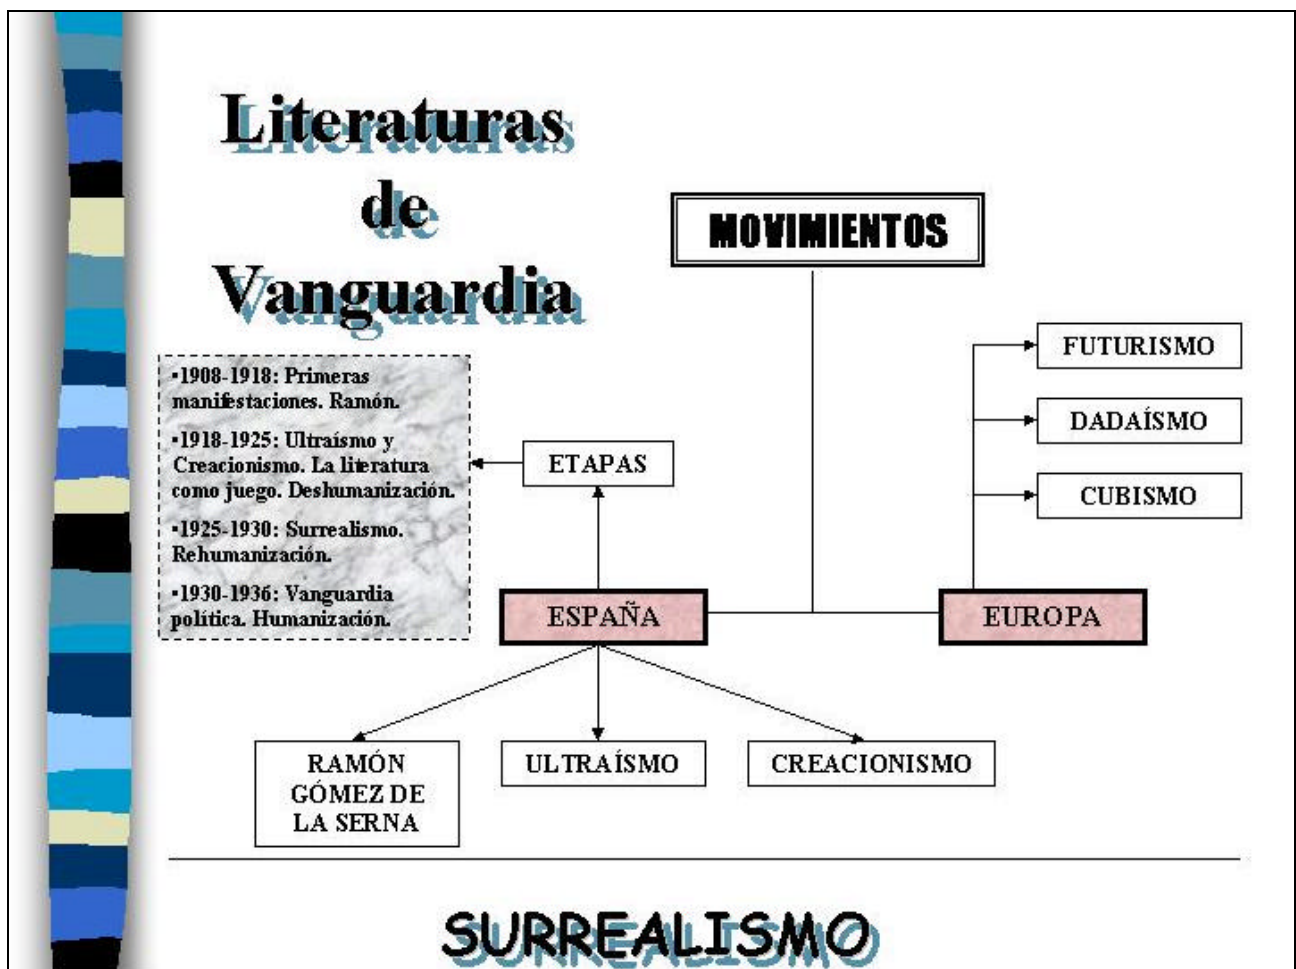 Literaturas
de
Vanguardia
MOVIMIENTOS
FUTURISMO
DADAÍSMO
CUBISMO
▪1908-1918: Primeras
manifestaciones. Ramón.
▪1918-1925: Ultraísmo y
Creacionismo. La literatura
como juego. Deshumanización.
▪1925-1930: Surrealismo.
Rehumanización.
▪1930-1936: Vanguardia
política. Humanización.
ETAPAS
ESPAÑA
EUROPA
RAMÓN
GÓMEZ DE
LA SERNA
ULTRAÍSMO
CREACIONISMO
SURREALISMO